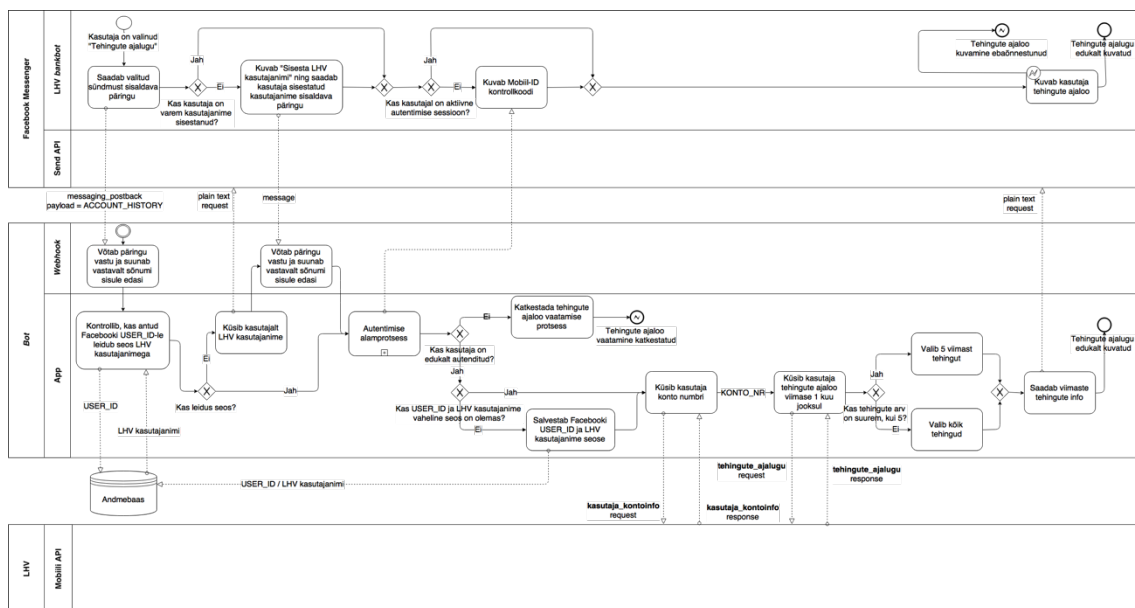 Facebook Messenger
LHV bankbot
Kasutaja on valinud
"Tehingute ajalugu"
Saadab valitud
sündmust sisaldava
päringu
Jah
Ei
Kas kasutaja on
varem kasutajanime
sisestanud?
Kuvab "Sisesta LHV
kasutajanimi" ning saadab
kasutaja sisestatud
kasutajanime sisaldava
päringu
Jah
Ei
Kas kasutajal on aktiivne
autentimise sessioon?
Kuvab Mobiil-ID
kontrollkoodi
Tehingute ajaloo
kuvamine ebaõnnestunud
Tehingute ajalugu
edukalt kuvatud
Kuvab kasutaja
tehingute ajaloo
Send API
messaging_postback
payload = ACCOUNT_HISTORY
plain text
request
message
plain text
request
Bot
Webhook
Võtab päringu
vastu ja suunab
vastavalt sõnumi
sisule edasi
Võtab päringu
vastu ja suunab
vastavalt sõnumi
sisule edasi
App
Kontrollib, kas antud
Facebooki USER_ID-le
leidub seos LHV
kasutajanimega
Küsib kasutajalt
LHV kasutajanime
Ei
Jah
Kas leidus seos?
Autentimise
alamprotsess
Ei
Kas kasutaja on
edukalt autenditud?
Jah
Katkestada tehingute
ajaloo vaatamise
protsess
Tehingute ajaloo
vaatamine katkestatud
Jah
Kas USER_ID ja LHV kasutajanime
vaheline seos on olemas?
Ei
Salvestab Facebooki
USER_ID ja LHV
kasutajanime seose
Küsib kasutaja
konto numbri
KONTO_NR
Küsib kasutaja
tehingute ajaloo
viimase 1 kuu
jooksul
Jah
Kas tehingute arv
on suurem, kui 5?
Ei
Valib 5 viimast
tehingut
Valib kõik
tehingud
Saadab viimaste
tehingute info
Tehingute ajalugu
edukalt kuvatud
USER_ID
LHV kasutajanimi
Andmebaas
USER_ID / LHV kasutajanimi
kasutaja_kontoinfo
request
kasutaja_kontoinfo
response
tehingute_ajalugu
request
tehingute_ajalugu
response
LHV
Mobiili API